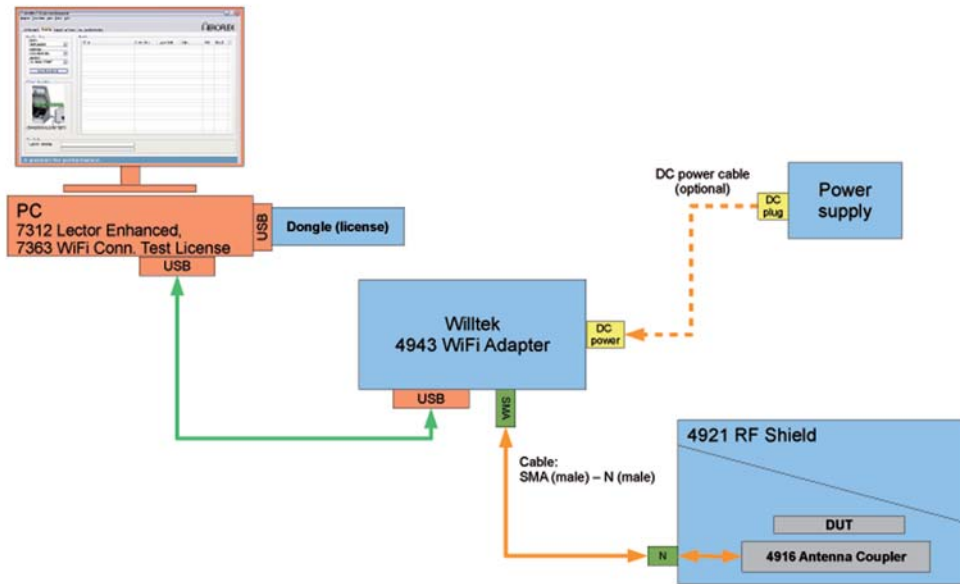 AEROFLEX
DC power cable
(optional)
DC
plug
Power
supply
PC
7312 Lector Enhanced,
7363 WiFi Conn. Test License
USB
Dongle (license)
USB
Willtek
4943 WiFi Adapter
DC
power
USB
SMA
4921 RF Shield
Cable:
SMA (male) – N (male)
DUT
N
4916 Antenna Coupler